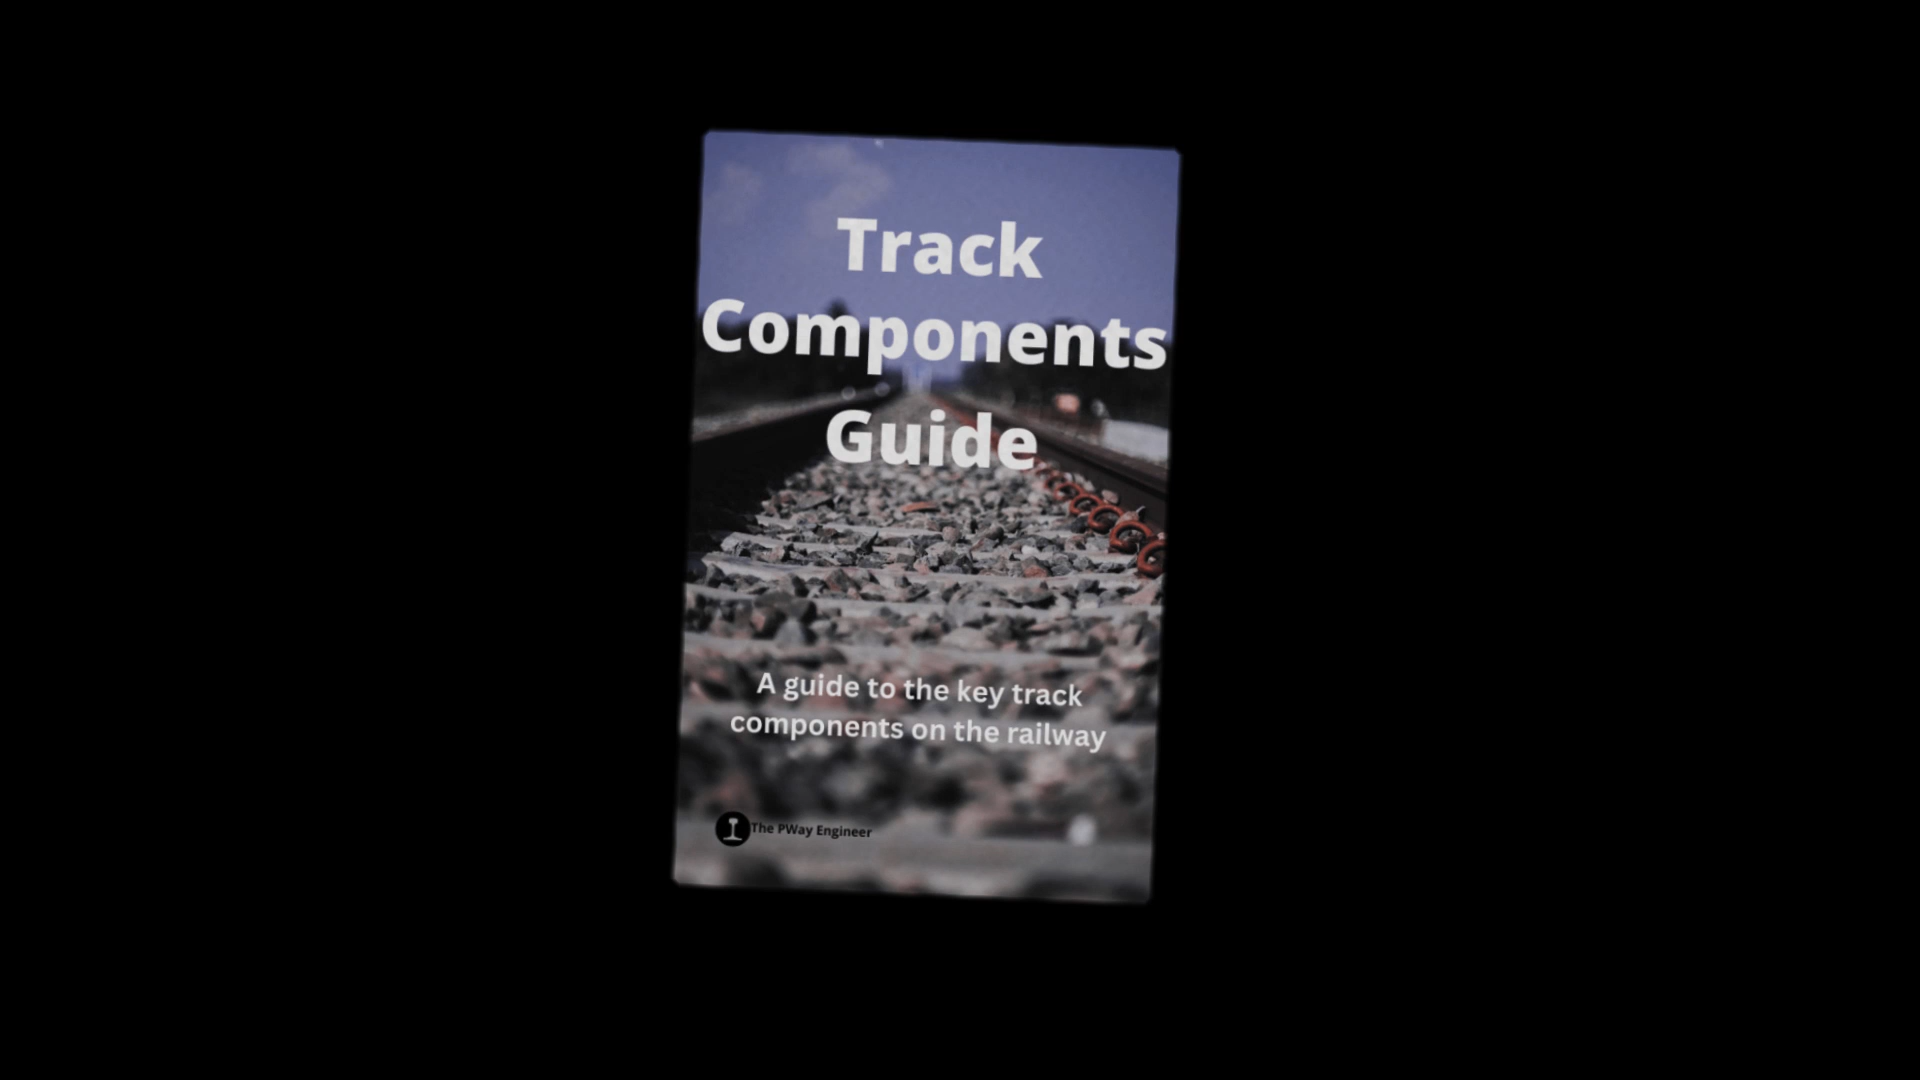 Track
Components
Guide
A guide to the key track
components on the railway
The PWay Engineer